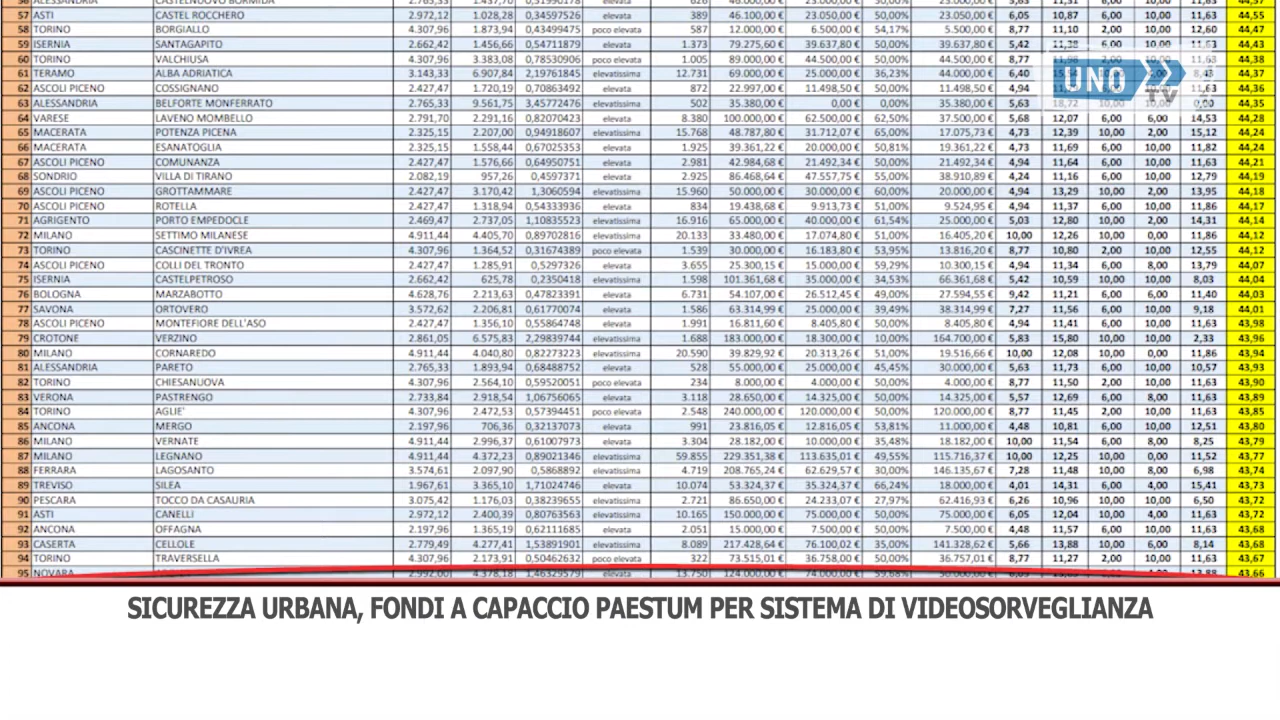 57 ASTI CASTEL ROCCHERO 2.972,12 1.028,28 0,34597526 elevata 389 46.100,00 € 23.050,00 € 50,00% 23.050,00 € 6,05 10,87 6,00 10,00 11,63 44,55
58 TORINO BORGIALLO 4.307,96 1.873,94 0,43499475 poco elevata 587 12.000,00 € 6.500,00 € 54,17% 5.500,00 € 8,77 11,10 2,00 10,00 12,60 44,47
59 ISERNIA SANTAGAPITO 2.662,42 1.456,66 0,54711879 elevata 1.373 79.275,60 € 39.637,80 € 50,00% 39.637,80 € 5,42 11,38 6,00 10,00 11,63 44,43
60 TORINO VALCHIUSA 4.307,96 3.383,08 0,78530906 poco elevata 1.005 89.000,00 € 44.500,00 € 50,00% 44.500,00 € 8,77 11,98 2,00 10,00 11,63 44,38
61 TERAMO ALBA ADRIATICA 3.143,33 6.907,84 2,19761845 elevatissima 12.731 69.000,00 € 25.000,00 € 36,23% 44.000,00 € 6,40 44,37
62 ASCOLI PICENO COSSIGNANO 2.427,47 1.720,19 0,70863492 elevata 872 22.997,00 € 11.498,50 € 50,00% 11.498,50 € 4,94 44,36
63 ALESSANDRIA BELFORTE MONFERRATO 2.765,33 9.561,75 3,45772476 elevata 502 35.380,00 € 0,00 € 0,00% 35.380,00 € 5,63 18,72 10,00 10,00 0,00 44,35
64 VARESE LAVENO MOMBELLO 2.791,70 2.291,16 0,82070423 elevata 8.380 100.000,00 € 62.500,00 € 62,50% 37.500,00 € 5,68 12,07 6,00 6,00 14,53 44,28
65 MACERATA POTENZA PICENA 2.325,15 2.207,00 0,94918607 elevatissima 15.768 48.787,80 € 31.712,07 € 65,00% 17.075,73 € 4,73 12,39 10,00 2,00 15,12 44,24
66 MACERATA ESANATOGLIA 2.325,15 1.558,44 0,67025353 elevatissima 1.925 39.361,22 € 20.000,00 € 50,81% 19.361,22 € 4,73 11,69 6,00 10,00 11,82 44,24
67 ASCOLI PICENO COMUNANZA 2.427,47 1.576,66 0,64950751 elevata 2.981 42.984,68 € 21.492,34 € 50,00% 21.492,34 € 4,94 11,64 6,00 10,00 11,63 44,21
68 SONDRIO VILLA DI TIRANO 2.082,19 957,26 0,4597371 elevata 2.925 86.468,64 € 47.557,75 € 55,00% 38.910,89 € 4,24 11,16 6,00 10,00 12,79 44,19
69 ASCOLI PICENO GROTTAMMARE 2.427,47 3.170,42 1,3060594 elevatissima 15.960 50.000,00 € 30.000,00 € 60,00% 20.000,00 € 4,94 13,29 10,00 2,00 13,95 44,18
70 ASCOLI PICENO ROTELLA 2.427,47 1.318,94 0,54333936 elevata 834 19.438,68 € 9.913,73 € 51,00% 9.524,95 € 4,94 11,37 6,00 10,00 11,86 44,17
71 AGRIGENTO PORTO EMPEDOCLE 2.469,47 2.737,05 1,10835523 elevatissima 16.916 65.000,00 € 40.000,00 € 61,54% 25.000,00 € 5,03 12,80 10,00 2,00 14,31 44,14
72 MILANO SETTIMO MILANESE 4.911,44 4.405,70 0,89702816 elevatissima 20.133 33.480,00 € 17.074,80 € 51,00% 16.405,20 € 10,00 12,26 10,00 0,00 11,86 44,12
73 TORINO CASCINETTE D'IVREA 4.307,96 1.364,52 0,31674389 poco elevata 1.539 30.000,00 € 16.183,80 € 53,95% 13.816,20 € 8,77 10,80 2,00 10,00 12,55 44,12
74 ASCOLI PICENO COLLI DEL TRONTO 2.427,47 1.285,91 0,5297326 elevata 3.655 25.300,15 € 15.000,00 € 59,29% 10.300,15 € 4,94 11,34 6,00 8,00 13,79 44,07
75 ISERNIA CASTELPETROSO 2.662,42 625,78 0,2350404 elevatissima 1.598 101.361,68 € 35.000,00 € 34,53% 66.361,68 € 5,42 10,59 10,00 10,00 8,03 44,04
76 BOLOGNA MARZABOTTO 4.628,76 2.213,63 0,47823391 elevata 6.731 54.107,00 € 26.512,45 € 49,00% 27.594,55 € 9,42 11,21 6,00 6,00 11,40 44,03
77 SAVONA ORTOVERO 3.572,62 2.206,81 0,61770074 elevata 1.586 63.314,99 € 25.000,00 € 39,49% 38.314,99 € 7,27 11,56 6,00 10,00 9,18 44,01
78 ASCOLI PICENO MONTEFIORE DELL'ASO 2.427,47 1.356,10 0,55864748 elevata 1.991 16.811,60 € 8.405,80 € 50,00% 8.405,80 € 4,94 11,41 6,00 10,00 11,63 43,98
79 CROTONE VERZINO 2.861,05 6.575,83 2,29839744 elevatissima 1.688 183.000,00 € 18.300,00 € 10,00% 164.700,00 € 5,83 15,80 10,00 10,00 2,33 43,96
80 MILANO CORNAREDO 4.911,44 4.040,80 0,82273223 elevatissima 20.590 39.829,92 € 20.313,26 € 51,00% 19.516,66 € 10,00 12,08 10,00 0,00 11,86 43,94
81 ALESSANDRIA PARETO 2.765,33 1.893,94 0,68488752 elevata 528 55.000,00 € 25.000,00 € 45,45% 30.000,00 € 5,63 11,73 6,00 10,00 10,57 43,93
82 TORINO CHIESANUOVA 4.307,96 2.564,10 0,59520051 poco elevata 234 8.000,00 € 4.000,00 € 50,00% 4.000,00 € 8,77 11,50 2,00 10,00 11,63 43,90
83 VERONA PASTRENGO 2.733,84 2.918,54 1,06756065 elevata 3.118 28.650,00 € 14.325,00 € 50,00% 14.325,00 € 5,57 12,69 6,00 8,00 11,63 43,89
84 TORINO AGLIE' 4.307,96 2.472,53 0,57394451 poco elevata 2.548 240.000,00 € 120.000,00 € 50,00% 120.000,00 € 8,77 11,45 2,00 10,00 11,63 43,85
85 ANCONA MERGO 2.197,96 706,36 0,32137073 elevata 991 23.816,05 € 12.816,05 € 53,81% 11.000,00 € 4,48 10,81 6,00 10,00 12,51 43,80
86 MILANO VERNATE 4.911,44 2.996,37 0,61007973 elevata 3.304 28.182,00 € 10.000,00 € 35,48% 18.182,00 € 10,00 11,54 6,00 8,00 8,25 43,79
87 MILANO LEGNANO 4.911,44 4.372,23 0,89021346 elevatissima 59.855 229.351,38 € 113.635,01 € 49,55% 115.716,37 € 10,00 12,25 10,00 0,00 11,52 43,77
88 FERRARA LAGOSANTO 3.574,61 2.097,90 0,5868892 elevatissima 4.719 208.765,24 € 62.629,57 € 30,00% 146.135,67 € 7,28 11,48 10,00 8,00 6,98 43,74
89 TREVISO SILEA 1.967,61 3.365,10 1,71024746 elevata 10.074 53.324,37 € 35.324,37 € 66,24% 18.000,00 € 4,01 14,31 6,00 4,00 15,41 43,73
90 PESCARA TOCCO DA CASAURIA 3.075,42 1.176,03 0,38239655 elevatissima 2.721 86.650,00 € 24.233,07 € 27,97% 62.416,93 € 6,26 10,96 10,00 10,00 6,50 43,72
91 ASTI CANELLI 2.972,12 2.400,39 0,80763563 elevatissima 10.165 150.000,00 € 75.000,00 € 50,00% 75.000,00 € 6,05 12,04 10,00 4,00 11,63 43,72
92 ANCONA OFFAGNA 2.197,96 1.365,19 0,62111685 elevata 2.051 15.000,00 € 7.500,00 € 50,00% 7.500,00 € 4,48 11,57 6,00 10,00 11,63 43,68
93 CASERTA CELLOLE 2.779,49 4.277,41 1,53891901 elevatissima 8.089 217.428,64 € 76.100,02 € 35,00% 141.328,62 € 5,66 13,88 10,00 6,00 8,14 43,68
94 TORINO TRAVERSELLA 4.307,96 2.173,91 0,50462632 poco elevata 322 73.515,01 € 36.758,00 € 50,00% 36.757,01 € 8,77 11,27 2,00 10,00 11,63 43,67
95 NOVARA 43,66
UNO TV
SICUREZZA URBANA, FONDI A CAPACCIO PAESTUM PER SISTEMA DI VIDEOSORVEGLIANZA